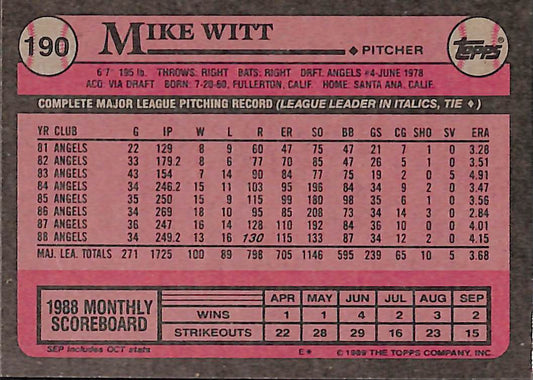 190
MIKE WITT
PITCHER
TOPPS
6'7" 195 lb. THROWS: RIGHT BATS: RIGHT DRFT: ANGELS #4-JUNE 1978
ACQ: VIA DRAFT BORN: 7-20-60, FULLERTON, CALIF. HOME: SANTA ANA, CALIF.
COMPLETE MAJOR LEAGUE PITCHING RECORD (LEAGUE LEADER IN ITALICS, TIE ♦)
YR CLUB G IP W L R ER SO BB GS CG SHO SV ERA
81 ANGELS 22 129 8 9 60 47 75 47 21 7 1 0 3.28
82 ANGELS 33 179.2 8 6 77 70 85 47 26 5 1 0 3.51
83 ANGELS 43 154 7 14 90 84 77 75 19 2 0 5 4.91
84 ANGELS 34 246.2 15 11 103 95 196 84 34 9 2 0 3.47
85 ANGELS 35 250 15 9 115 99 180 98 35 6 1 0 3.56
86 ANGELS 34 269 18 10 95 85 208 73 34 14 3 0 2.84
87 ANGELS 36 247 16 14 128 110 192 84 36 10 0 0 4.01
88 ANGELS 34 249.2 13 16 130 115 133 87 34 12 2 0 4.15
MAJ. LEA. TOTALS 271 1725 100 89 798 705 1146 595 239 65 10 5 3.68
1988 MONTHLY SCOREBOARD
APR MAY JUN JUL AUG SEP
WINS 1 1 4 2 3 2
STRIKEOUTS 22 28 29 16 23 15
SEP includes OCT stats
E*
© 1989 THE TOPPS COMPANY, INC.